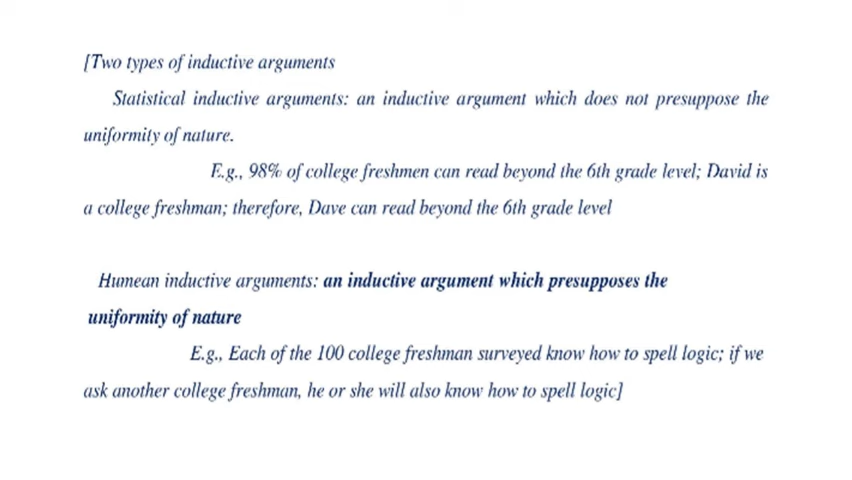 [Two types of inductive arguments
Statistical inductive arguments: an inductive argument which does not presuppose the
uniformity of nature.
E.g., 98% of college freshmen can read beyond the 6th grade level; David is
a college freshman; therefore, Dave can read beyond the 6th grade level
Humean inductive arguments: an inductive argument which presupposes the
uniformity of nature
E.g., Each of the 100 college freshman surveyed know how to spell logic; if we
ask another college freshman, he or she will also know how to spell logic]